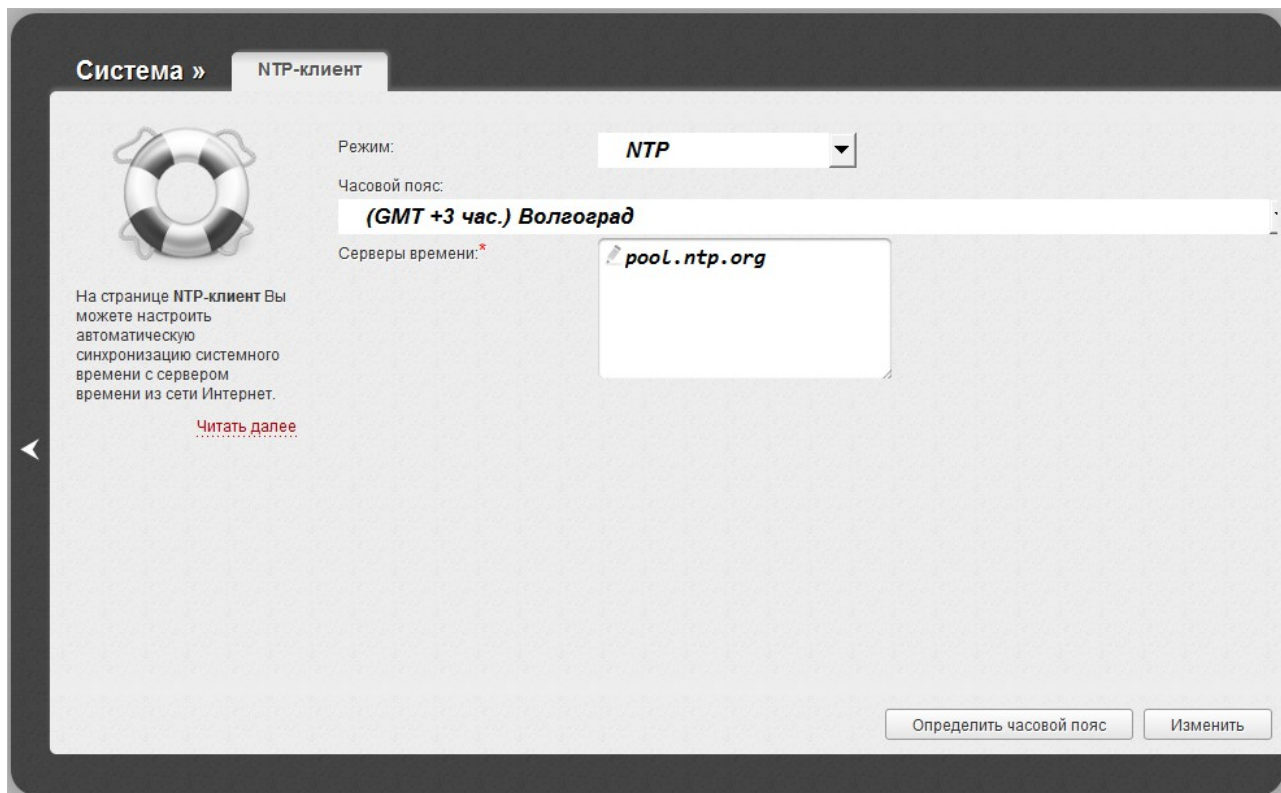 Система »
NTP-клиент
Режим:
NTP
Часовой пояс:
(GMT +3 час.) Волгоград
Серверы времени:*
pool.ntp.org
На странице NTP-клиент Вы
можете настроить
автоматическую
синхронизацию системного
времени с сервером
времени из сети Интернет.
Читать далее
Определить часовой пояс
Изменить